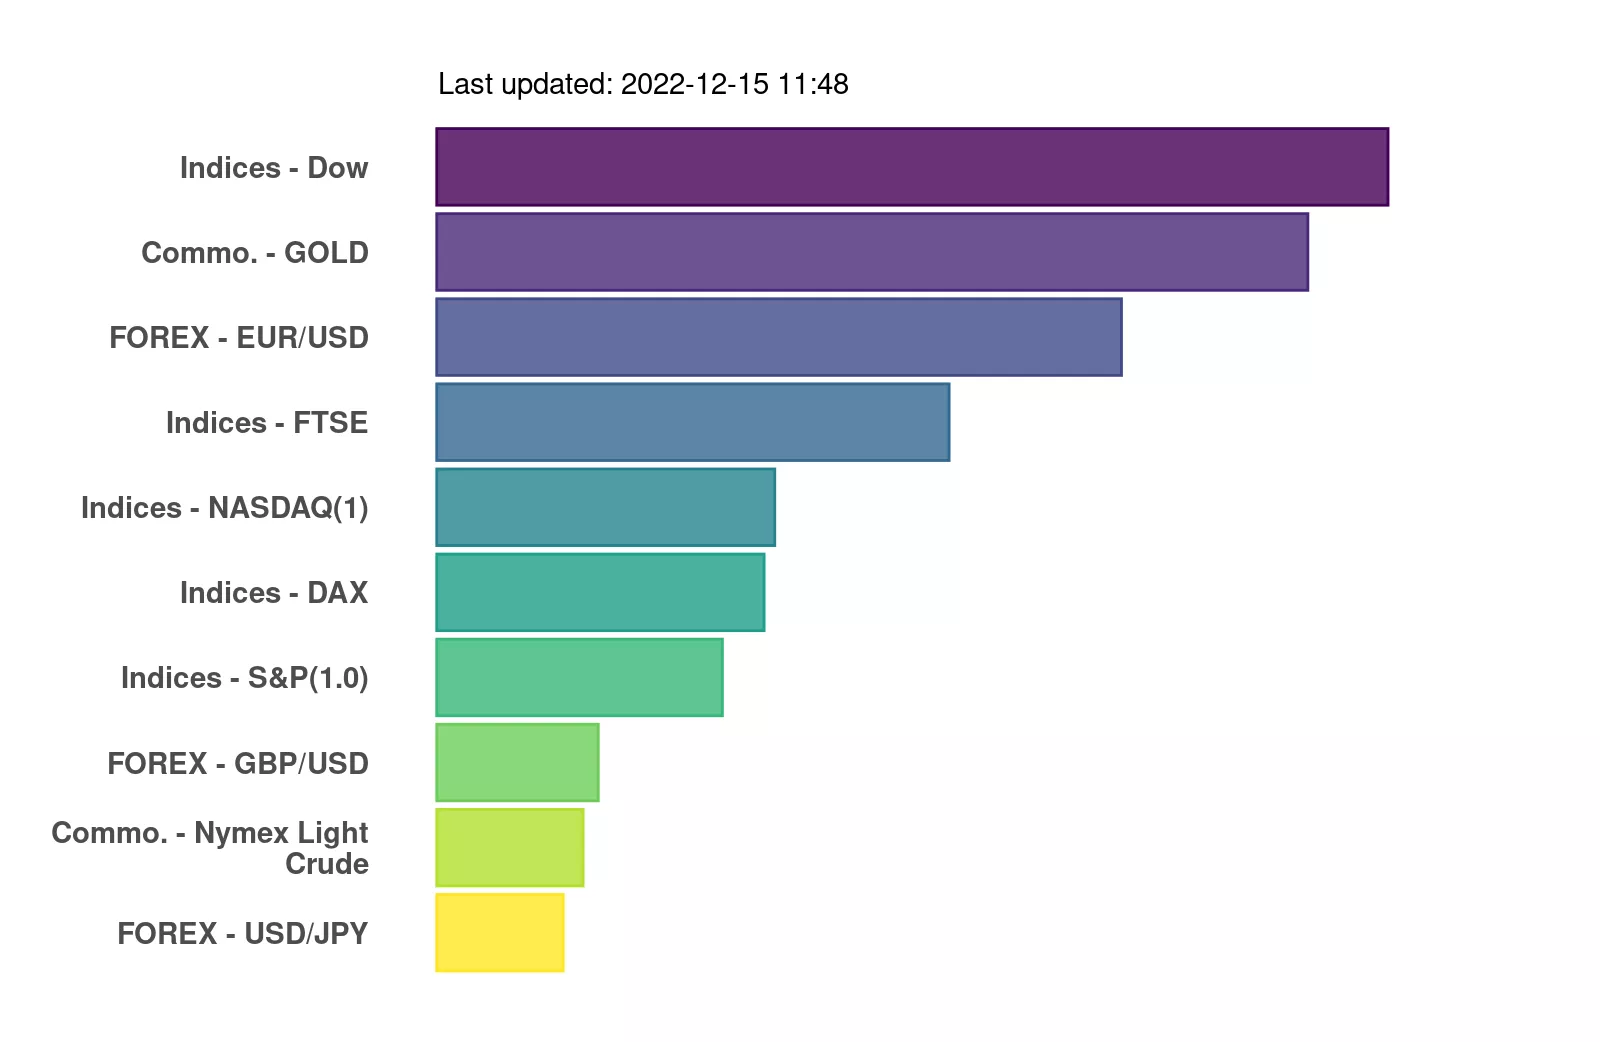 Last updated: 2022-12-15 11:48
Indices - Dow
Commo. - GOLD
FOREX - EUR/USD
Indices - FTSE
Indices - NASDAQ(1)
Indices - DAX
Indices - S&P(1.0)
FOREX - GBP/USD
Commo. - Nymex Light
Crude
FOREX - USD/JPY